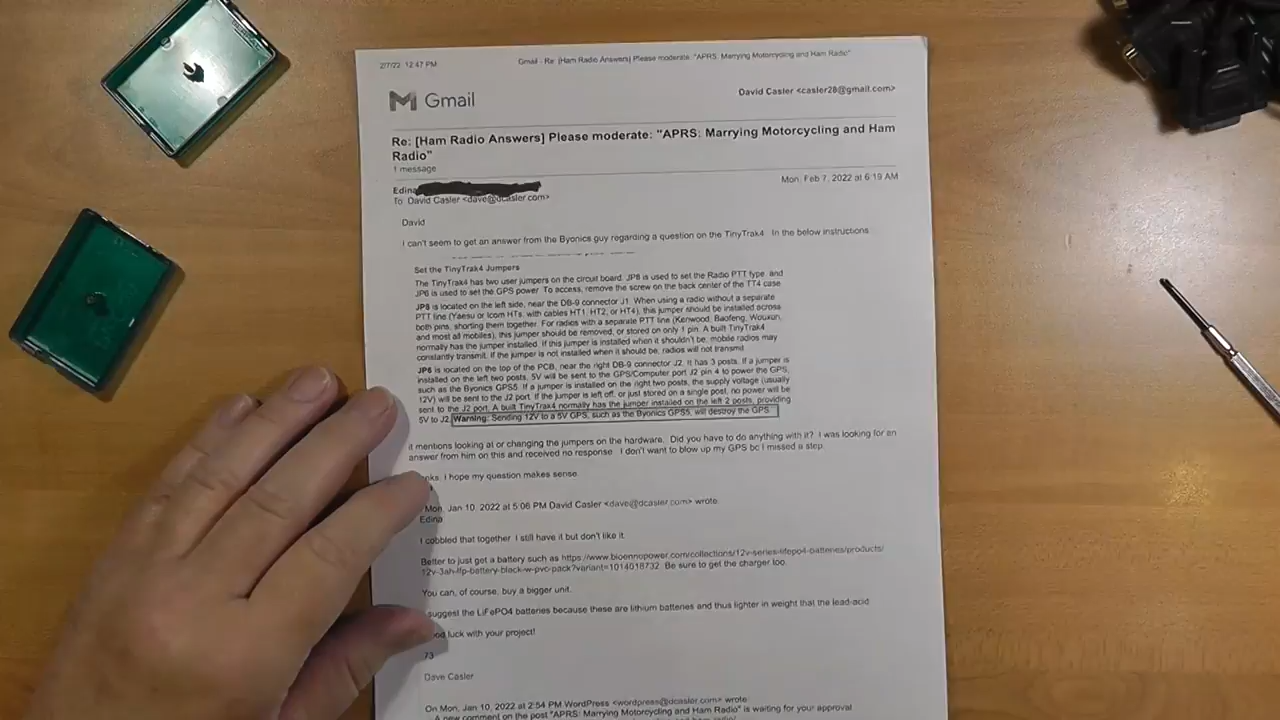 2/7/22 12:47 PM
Gmail - Re: [Ham Radio Answers] Please moderate: "APRS: Marrying Motorcycling and Ham Radio"
Gmail
David Casler <casler28@gmail.com>
Re: [Ham Radio Answers] Please moderate: "APRS: Marrying Motorcycling and Ham
Radio"
1 message
Edina
Mon, Feb 7, 2022 at 6:19 AM
To: David Casler <dave@dcasler.com>
David
I can't seem to get an answer from the Byonics guy regarding a question on the TinyTrak4. In the below instructions
Set the TinyTrak4 Jumpers
The TinyTrak4 has two user jumpers on the circuit board. JP8 is used to set the Radio PTT type, and
JP6 is used to set the GPS power. To access, remove the screw on the back center of the TT4 case
JP8 is located on the left side, near the DB-9 connector J1. When using a radio without a separate
PTT line (Yaesu or Icom HTs, with cables HT1, HT2, or HT4), this jumper should be installed across
both pins, shorting them together. For radios with a separate PTT line (Kenwood, Baofeng, Wouxun,
and most all mobiles), this jumper should be removed, or stored on only 1 pin. A built TinyTrak4
normally has the jumper installed. If this jumper is installed when it shouldn't be, mobile radios may
constantly transmit. If the jumper is not installed when it should be, radios will not transmit.
JP6 is located on the top of the PCB, near the right DB-9 connector J2. It has 3 posts. If a jumper is
installed on the left two posts, 5V will be sent to the GPS/Computer port J2 pin 4 to power the GPS,
such as the Byonics GPS5. If a jumper is installed on the right two posts, the supply voltage (usually
12V) will be sent to the J2 port. If the jumper is left off, or just stored on a single post, no power will be
sent to the J2 port. A built TinyTrak4 normally has the jumper installed on the left 2 posts, providing
5V to J2. Warning: Sending 12V to a 5V GPS, such as the Byonics GPS5, will destroy the GPS.
it mentions looking at or changing the jumpers on the hardware. Did you have to do anything with it? I was looking for an
answer from him on this and received no response. I don't want to blow up my GPS bc I missed a step.
nks. I hope my question makes sense.
Mon, Jan 10, 2022 at 5:06 PM David Casler <dave@dcasler.com> wrote
Edina
I cobbled that together. I still have it but don't like it.
Better to just get a battery such as https://www.bioennopower.com/collections/12v-series-lifepo4-batteries/products/
12v-3ah-lfp-battery-black-w-pvc-pack?variant=1014018732. Be sure to get the charger too.
You can, of course, buy a bigger unit.
suggest the LiFePO4 batteries because these are lithium batteries and thus lighter in weight that the lead-acid
od luck with your project!
73
Dave Casler
On Mon, Jan 10, 2022 at 2:54 PM WordPress <wordpress@dcasler.com> wrote
A new comment on the post "APRS: Marrying Motorcycling and Ham Radio" is waiting for your approval